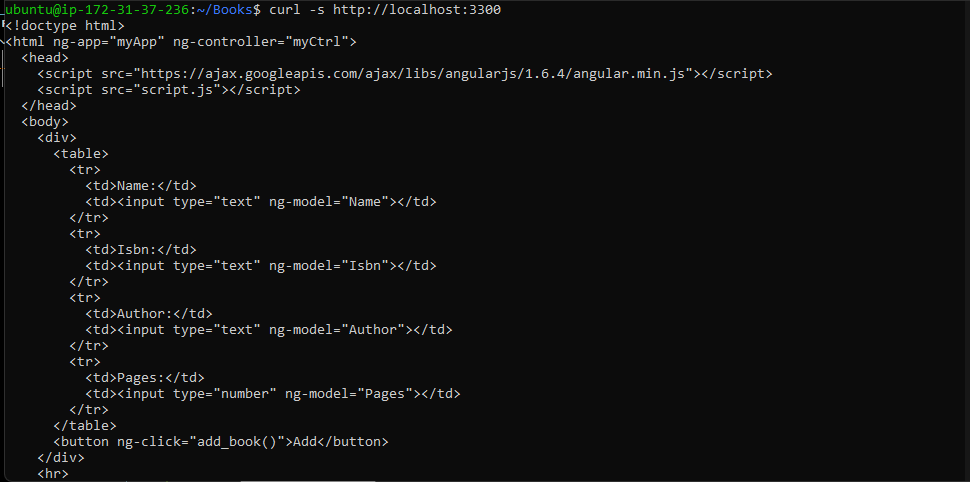 ubuntu@ip-172-31-37-236:~/Books$ curl -s http://localhost:3300
<!doctype html>
<html ng-app="myApp" ng-controller="myCtrl">
  <head>
    <script src="https://ajax.googleapis.com/ajax/libs/angularjs/1.6.4/angular.min.js"></script>
    <script src="script.js"></script>
  </head>
  <body>
    <div>
      <table>
        <tr>
          <td>Name:</td>
          <td><input type="text" ng-model="Name"></td>
        </tr>
        <tr>
          <td>Isbn:</td>
          <td><input type="text" ng-model="Isbn"></td>
        </tr>
        <tr>
          <td>Author:</td>
          <td><input type="text" ng-model="Author"></td>
        </tr>
        <tr>
          <td>Pages:</td>
          <td><input type="number" ng-model="Pages"></td>
        </tr>
      </table>
      <button ng-click="add_book()">Add</button>
    </div>
    <hr>